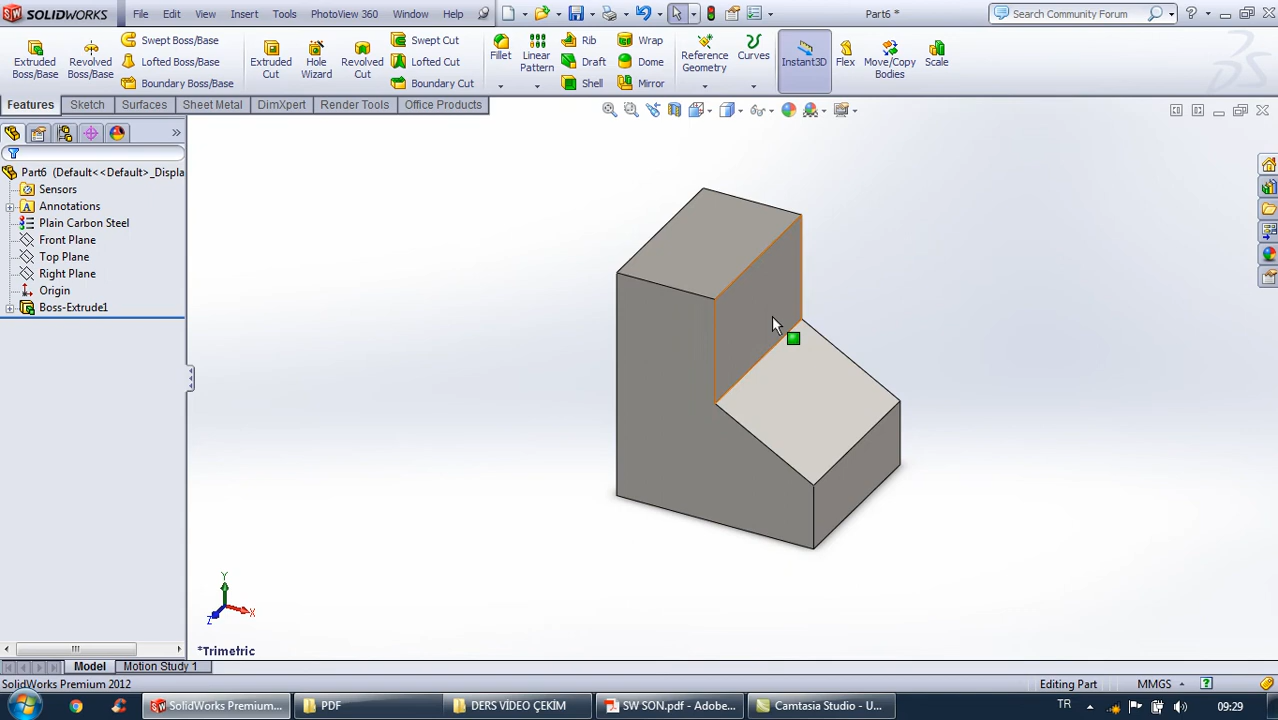 SOLIDWORKS
File
Edit
View
Insert
Tools
PhotoView 360
Window
Help
Part6 *
Search Community Forum
Extruded Boss/Base
Revolved Boss/Base
Swept Boss/Base
Lofted Boss/Base
Boundary Boss/Base
Extruded Cut
Hole Wizard
Revolved Cut
Swept Cut
Lofted Cut
Boundary Cut
Fillet
Linear Pattern
Rib
Draft
Shell
Wrap
Dome
Mirror
Reference Geometry
Curves
Instant3D
Flex
Move/Copy Bodies
Scale
Features
Sketch
Surfaces
Sheet Metal
DimXpert
Render Tools
Office Products
Part6 (Default<<Default>_Displa
Sensors
Annotations
Plain Carbon Steel
Front Plane
Top Plane
Right Plane
Origin
Boss-Extrude1
Y
X
Z
*Trimetric
Model
Motion Study 1
SolidWorks Premium 2012
Editing Part
MMGS
SolidWorks Premium...
PDF
DERS VİDEO ÇEKİM
SW SON.pdf - Adobe...
Camtasia Studio - U...
TR
09:29